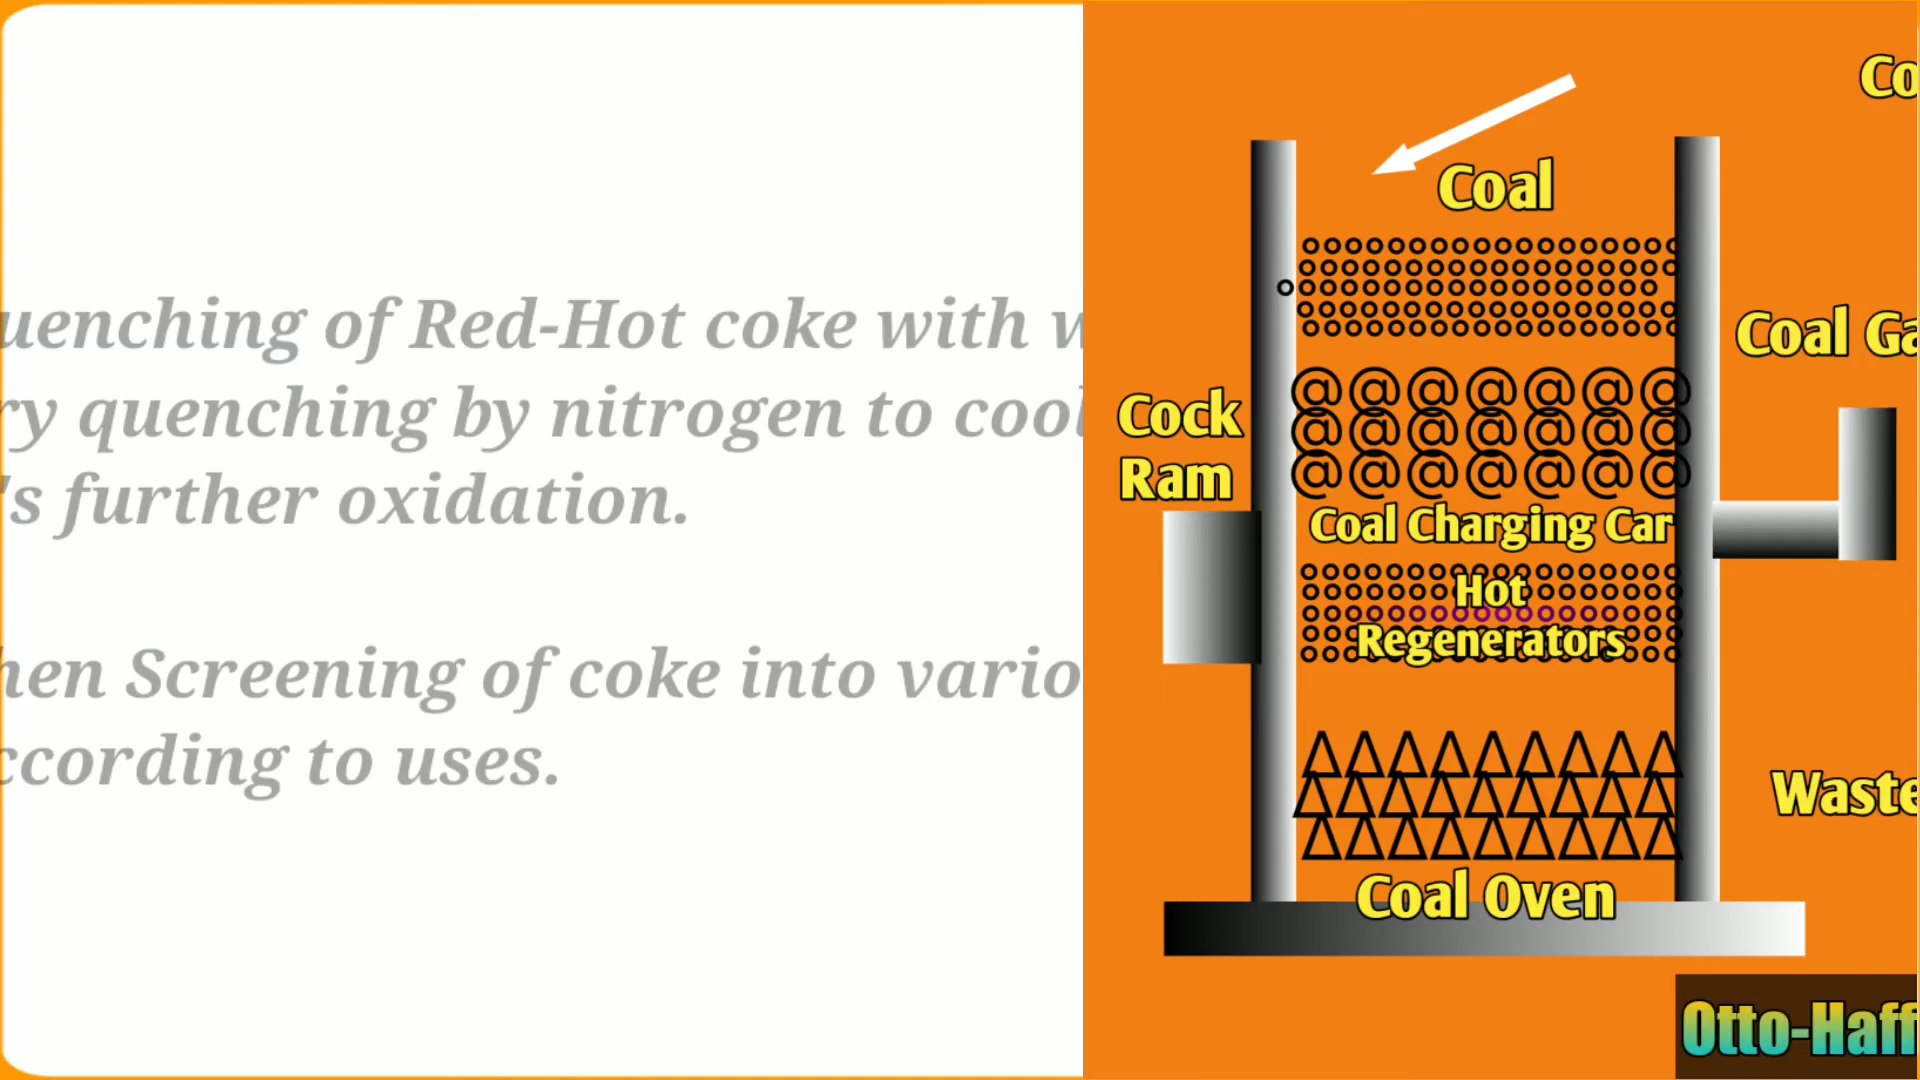 uenching of Red-Hot coke with w
ry quenching by nitrogen to cool
's further oxidation.
hen Screening of coke into vario
ccording to uses.
Co
Coal
Coal Ga
Cock
Ram
@@@@@@@
@@@@@@@
@@@@@@@
Coal Charging Car
Hot
Regenerators
Waste
Coal Oven
Otto-Haff